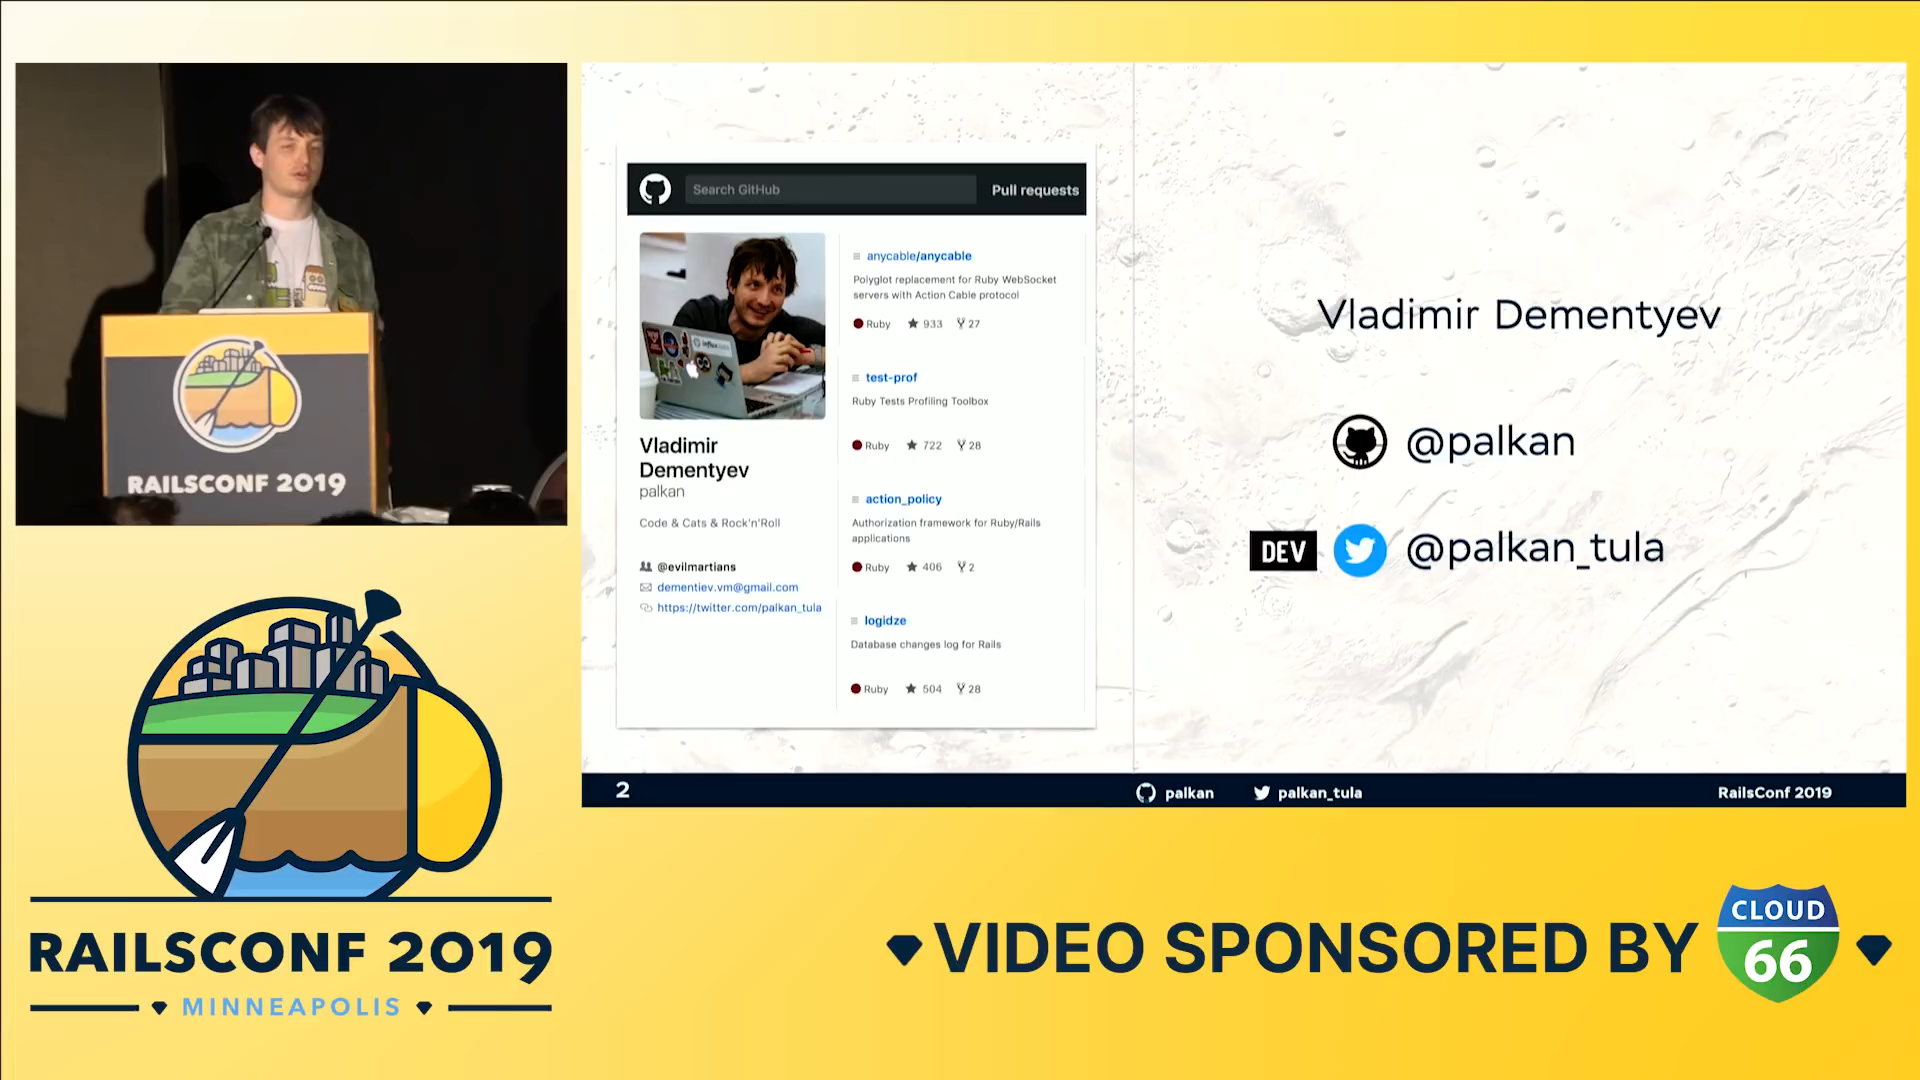 RAILSCONF 2019
Search GitHub
Pull requests
Vladimir
Dementyev
palkan
Code & Cats & Rock'n'Roll
@evilmartians
dementiev.vm@gmail.com
https://twitter.com/palkan_tula
anycable/anycable
Polyglot replacement for Ruby WebSocket
servers with Action Cable protocol
Ruby 933 27
test-prof
Ruby Tests Profiling Toolbox
Ruby 722 28
action_policy
Authorization framework for Ruby/Rails
applications
Ruby 406 2
logidze
Database changes log for Rails
Ruby 504 28
Vladimir Dementyev
@palkan
DEV @palkan_tula
2 palkan palkan_tula RailsConf 2019
RAILSCONF 2019
MINNEAPOLIS
VIDEO SPONSORED BY
CLOUD
66